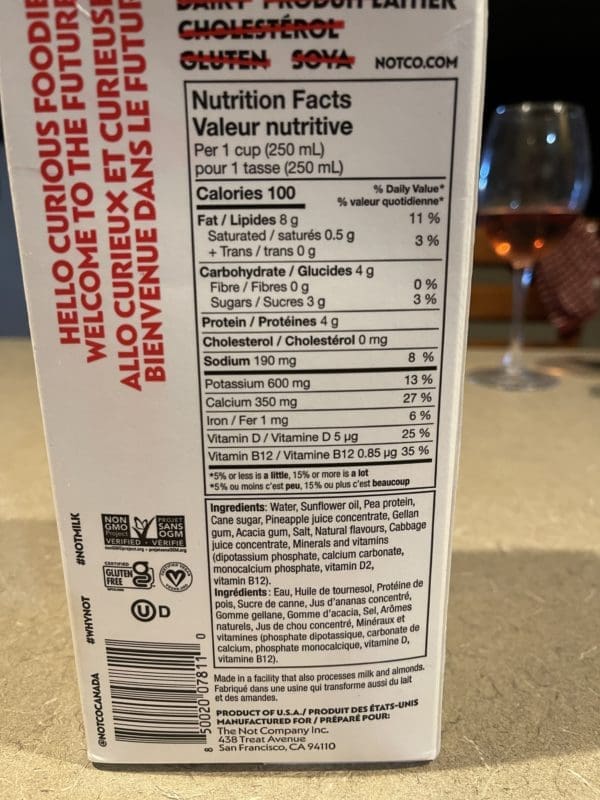 DAIRY PRODUIT LAITIER
CHOLESTÉROL
GLUTEN SOYA NOTCO.COM
HELLO CURIOUS FOODIE
WELCOME TO THE FUTURE
ALLO CURIEUX ET CURIEUS
BIENVENUE DANS LE FUTUR
Nutrition Facts
Valeur nutritive
Per 1 cup (250 mL)
pour 1 tasse (250 mL)
Calories 100
% Daily Value*
% valeur quotidienne*
Fat / Lipides 8 g 11 %
Saturated / saturés 0.5 g
+ Trans / trans 0 g 3 %
Carbohydrate / Glucides 4 g
Fibre / Fibres 0 g 0 %
Sugars / Sucres 3 g 3 %
Protein / Protéines 4 g
Cholesterol / Cholestérol 0 mg
Sodium 190 mg 8 %
Potassium 600 mg 13 %
Calcium 350 mg 27 %
Iron / Fer 1 mg 6 %
Vitamin D / Vitamine D 5 µg 25 %
Vitamin B12 / Vitamine B12 0.85 µg 35 %
*5% or less is a little, 15% or more is a lot
*5% ou moins c'est peu, 15% ou plus c'est beaucoup
Ingredients: Water, Sunflower oil, Pea protein,
Cane sugar, Pineapple juice concentrate, Gellan
gum, Acacia gum, Salt, Natural flavours, Cabbage
juice concentrate, Minerals and vitamins
(dipotassium phosphate, calcium carbonate,
monocalcium phosphate, vitamin D2,
vitamin B12).
Ingrédients: Eau, Huile de tournesol, Protéine de
pois, Sucre de canne, Jus d'ananas concentré,
Gomme gellane, Gomme d'acacia, Sel, Arômes
naturels, Jus de chou concentré, Minéraux et
vitamines (phosphate dipotassique, carbonate de
calcium, phosphate monocalcique, vitamine D,
vitamine B12).
Made in a facility that also processes milk and almonds.
Fabriqué dans une usine qui transforme aussi du lait
et des amandes.
PRODUCT OF U.S.A./ PRODUIT DES ÉTATS-UNIS
MANUFACTURED FOR / PRÉPARÉ POUR:
The Not Company Inc.
438 Treat Avenue
San Francisco, CA 94110
@NOTCOCANADA #WHYNOT #NOTMILK
NON
GMO
Project
VERIFIED
PROJET
SANS
OGM
VERIFIÉ
CERTIFIED
GLUTEN
FREE
U D
8 50020 07811 0